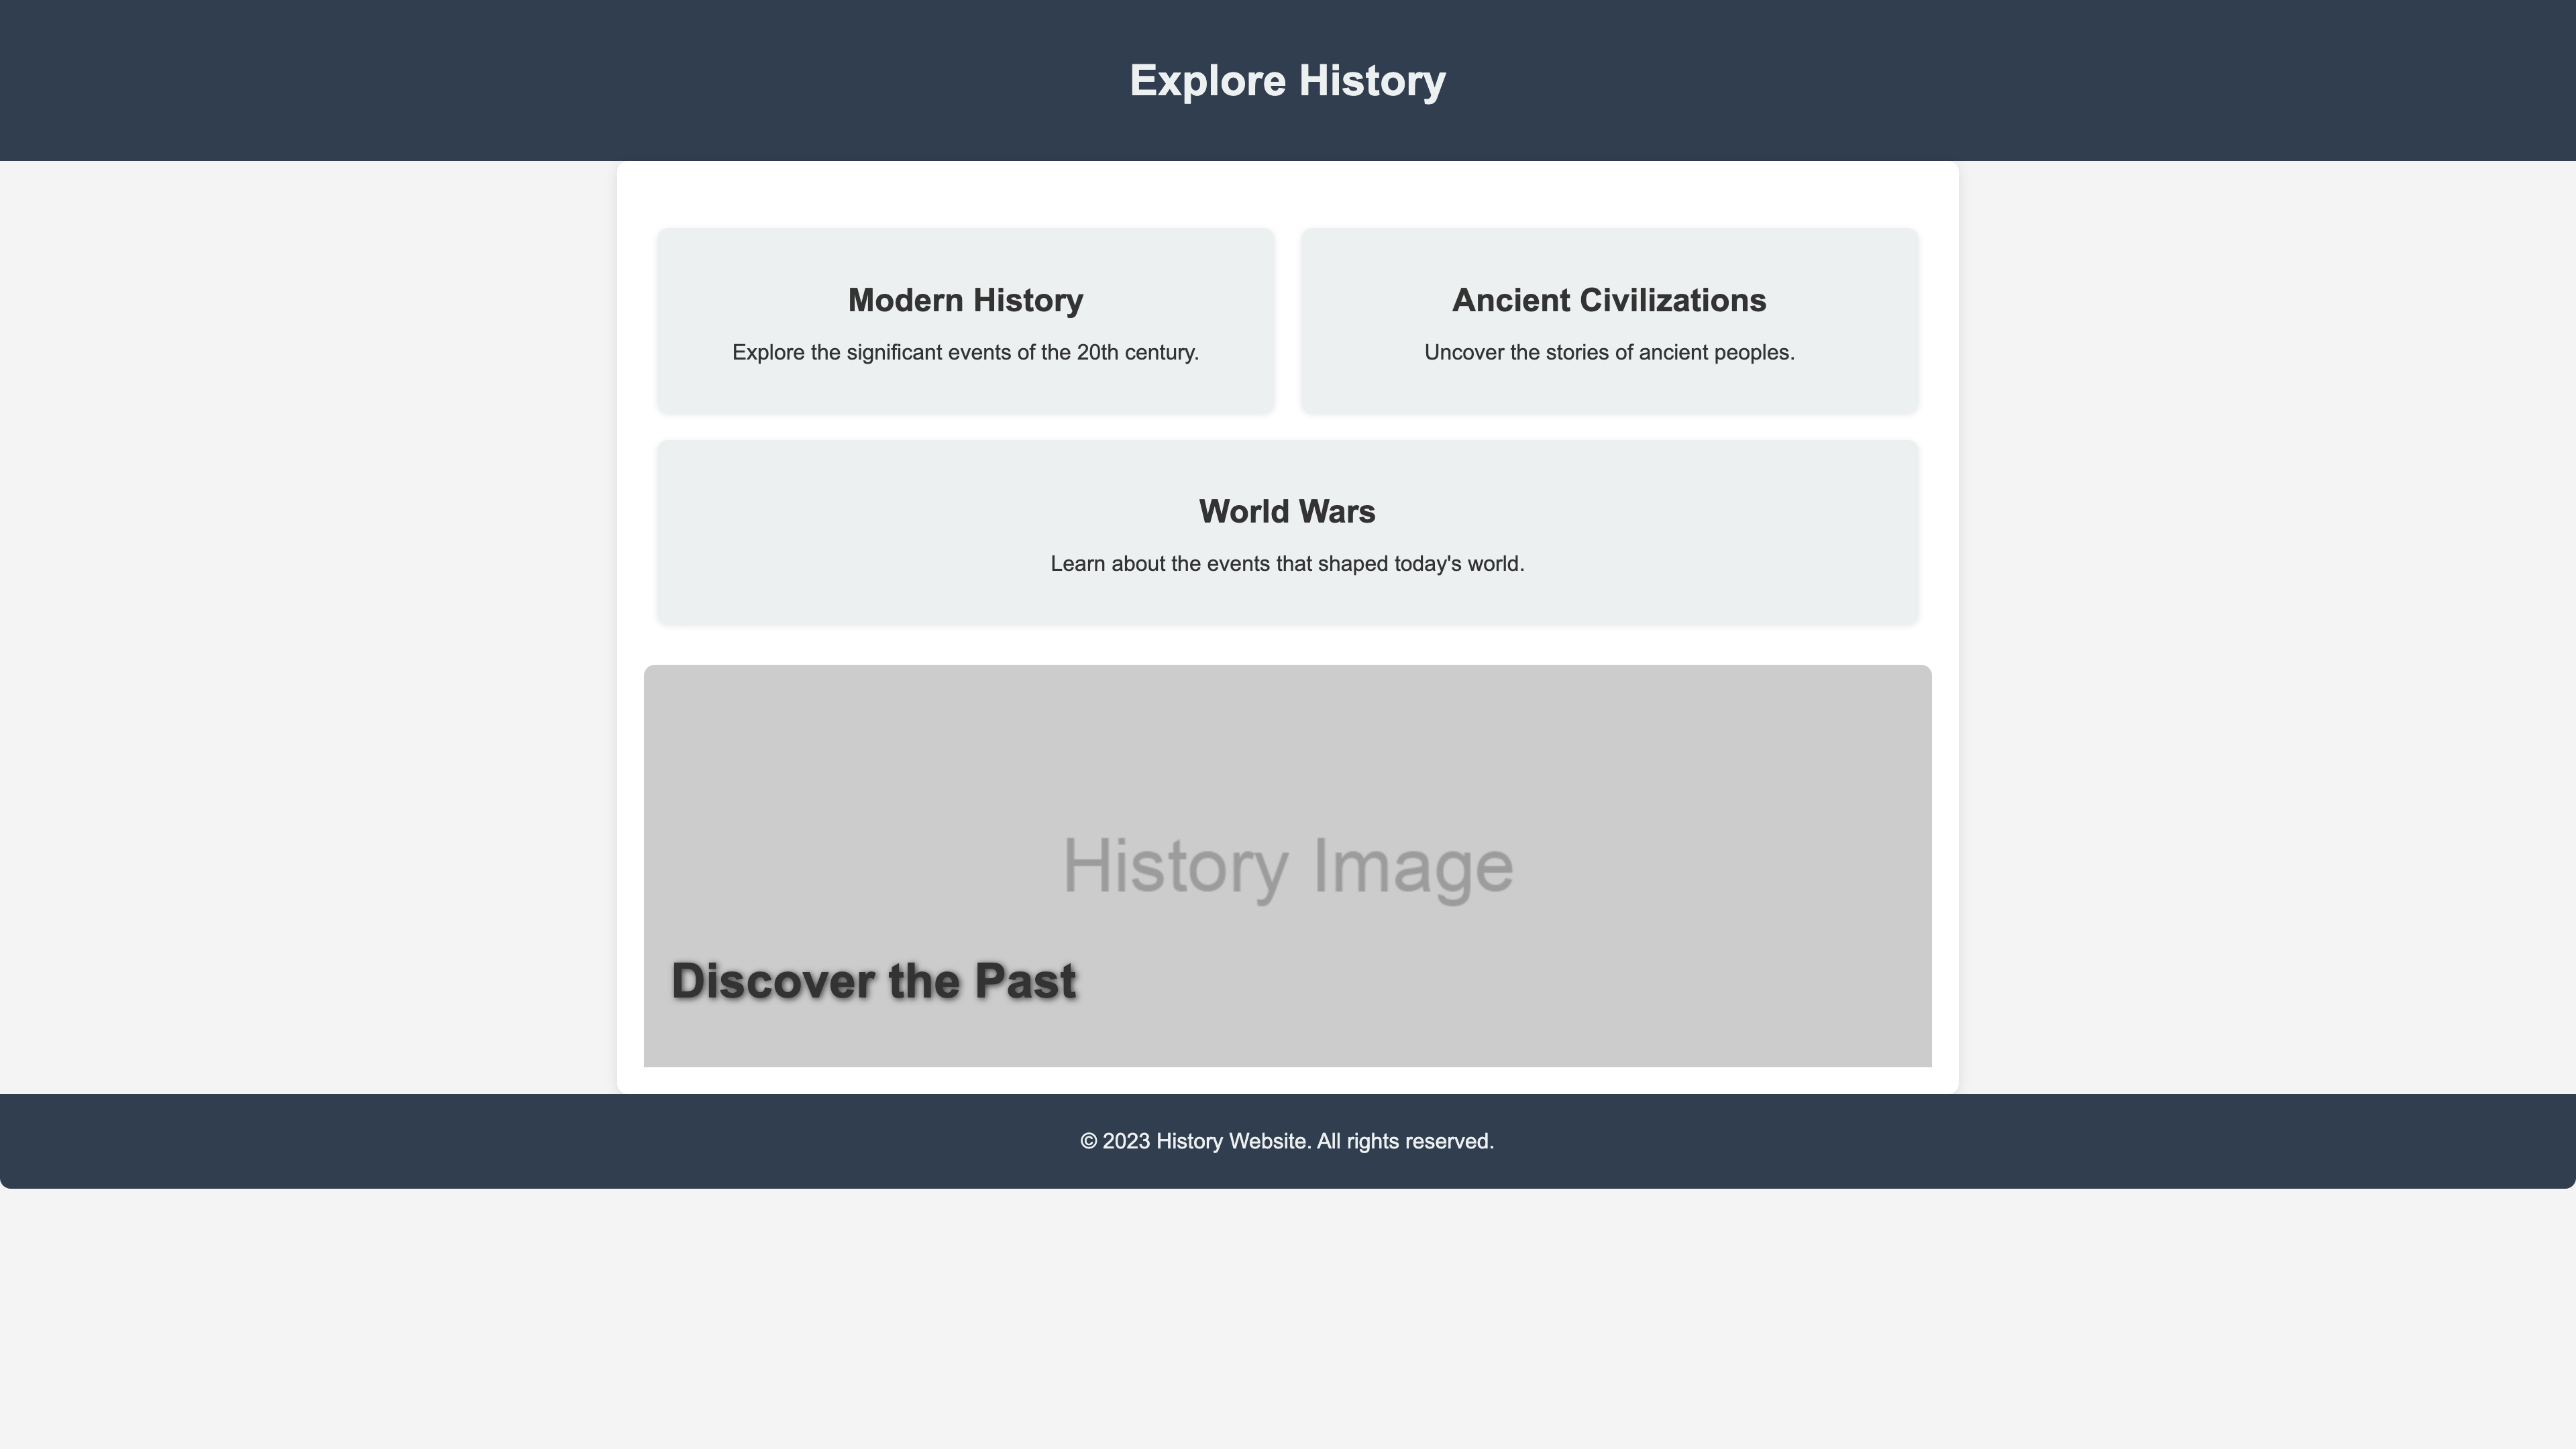 Explore History
Modern History
Explore the significant events of the 20th century.
Ancient Civilizations
Uncover the stories of ancient peoples.
World Wars
Learn about the events that shaped today's world.
History Image
Discover the Past
© 2023 History Website. All rights reserved.